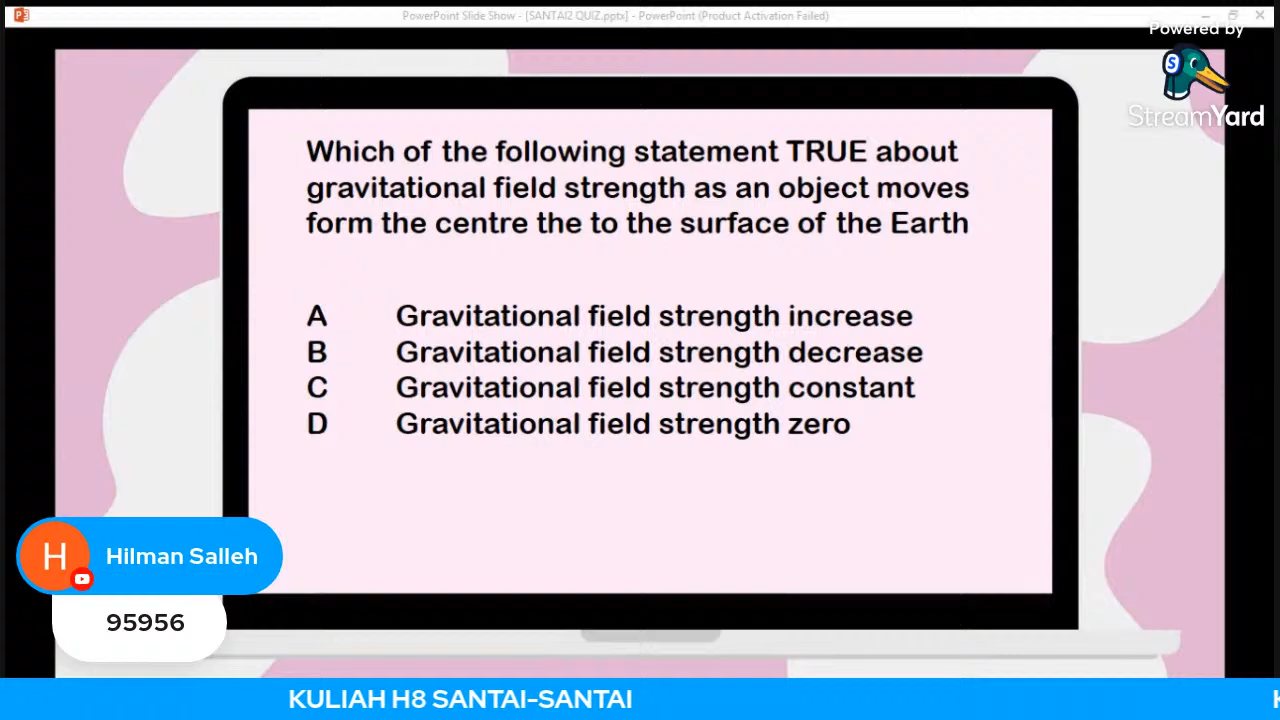 PowerPoint Slide Show - [SANTAI2 QUIZ.pptx] - PowerPoint (Product Activation Failed)
Powered by
S
StreamYard
Which of the following statement TRUE about
gravitational field strength as an object moves
form the centre the to the surface of the Earth
A Gravitational field strength increase
B Gravitational field strength decrease
C Gravitational field strength constant
D Gravitational field strength zero
H Hilman Salleh
95956
KULIAH H8 SANTAI-SANTAI